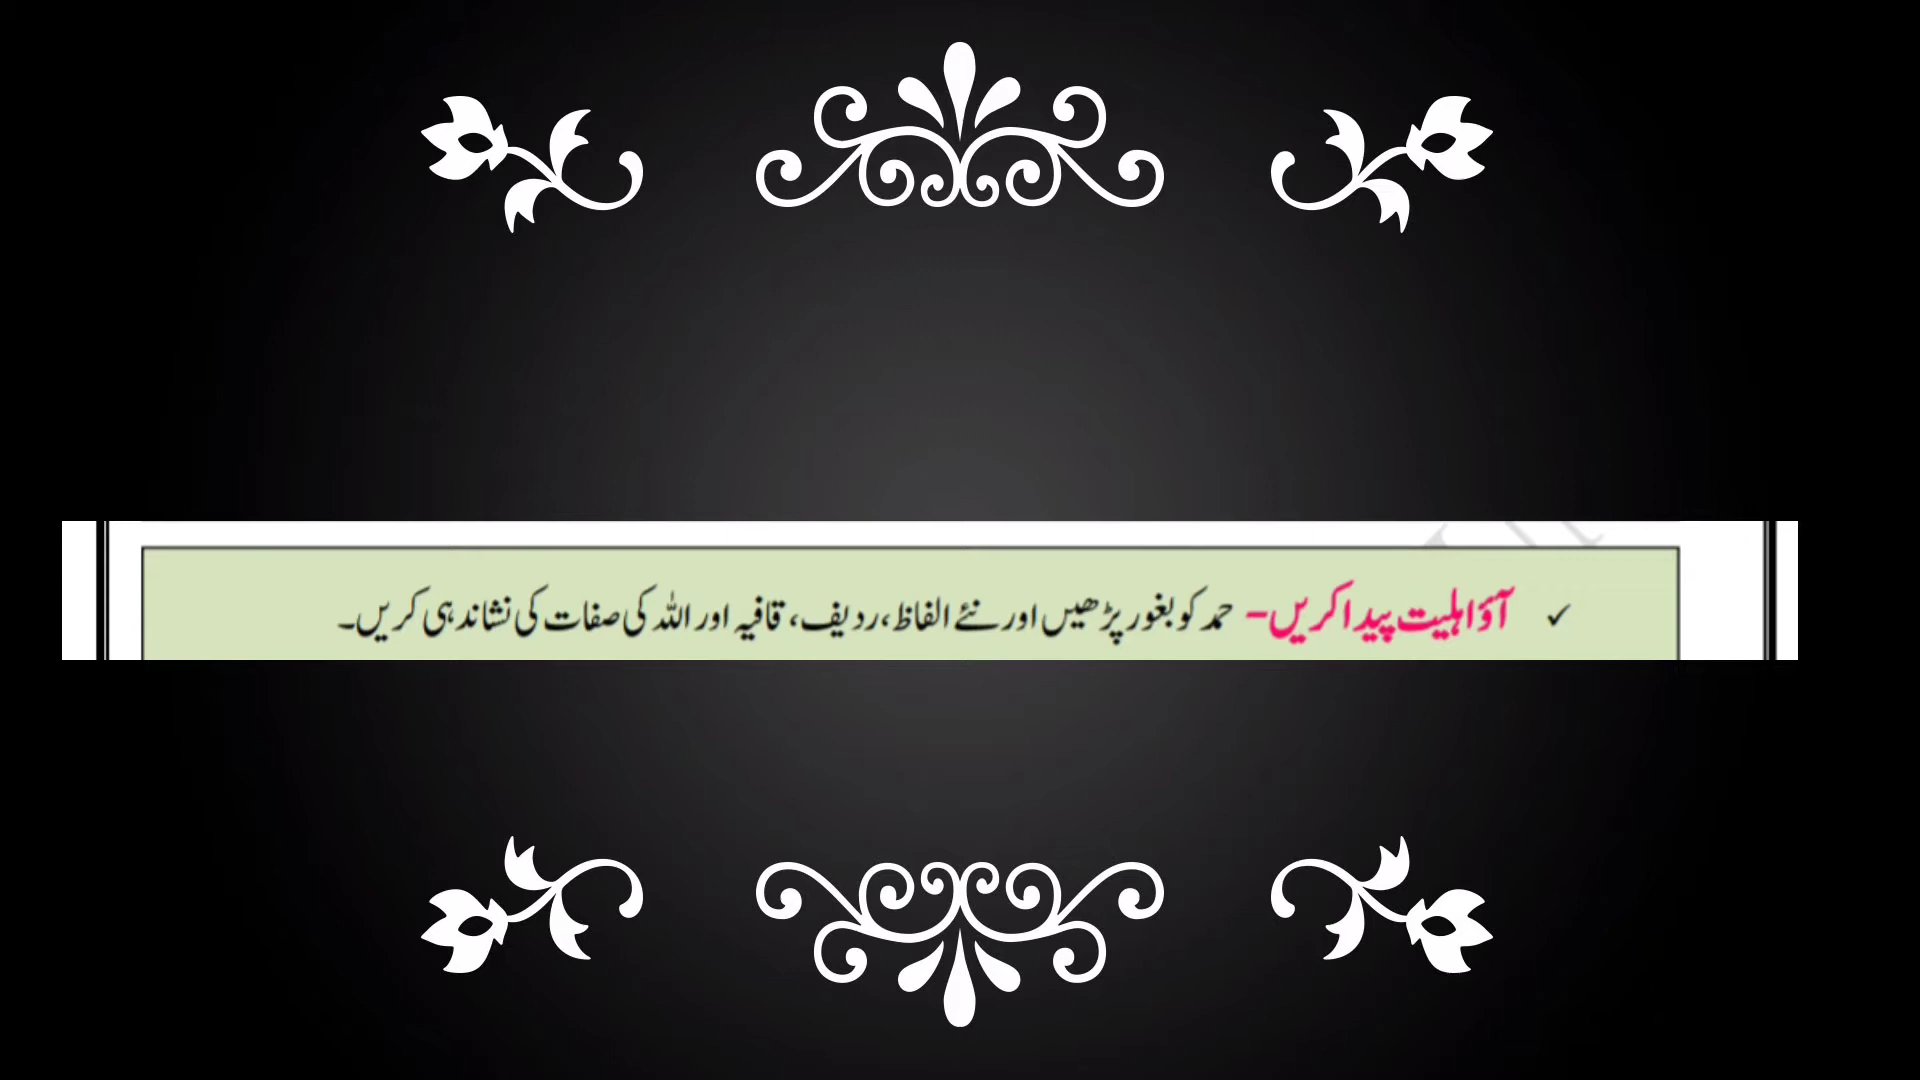 ✓ آؤ اہلیت پیدا کریں- حمد کو بغور پڑھیں اور نئے الفاظ، ردیف، قافیہ اور اللہ کی صفات کی نشاندہی کریں۔